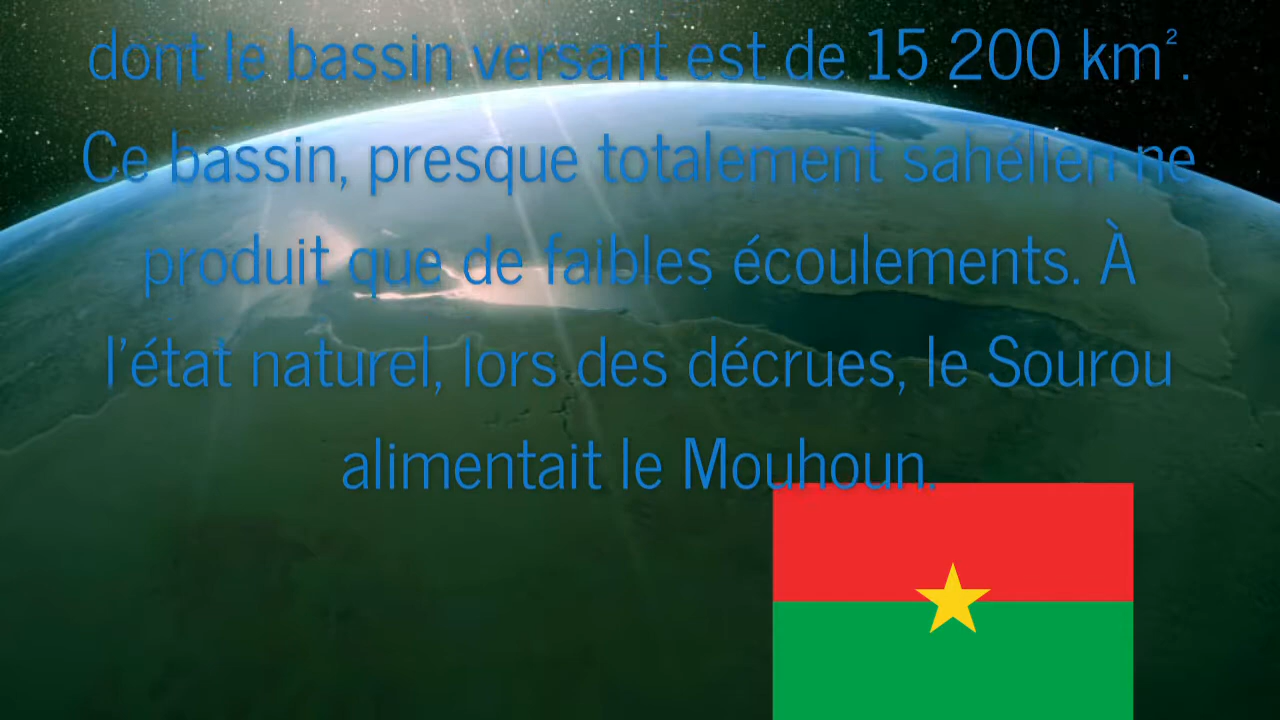 dont le bassin versant est de 15 200 km².
Ce bassin, presque totalement sahélien ne
produit que de faibles écoulements. À
l'état naturel, lors des décrues, le Sourou
alimentait le Mouhoun.